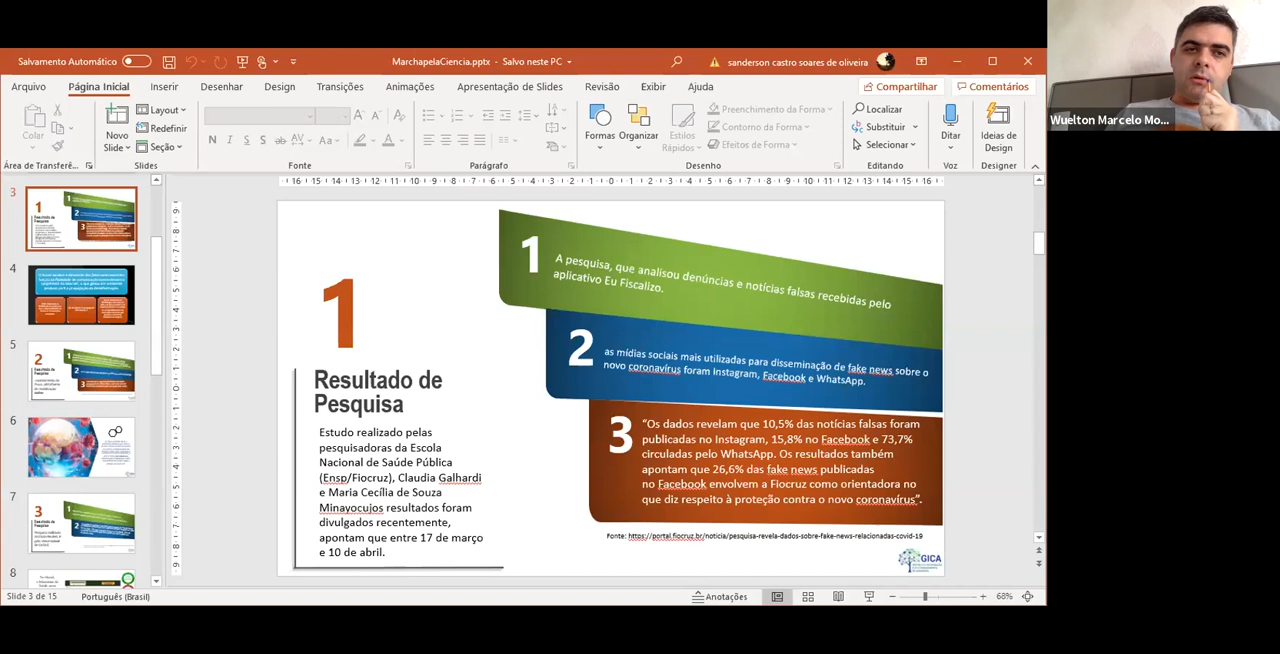 Salvamento Automático
MarchapelaCiencia.pptx - Salvo neste PC
sanderson castro soares de oliveira
Arquivo Página Inicial Inserir Desenhar Design Transições Animações Apresentação de Slides Revisão Exibir Ajuda
Compartilhar Comentários
Colar
Novo
Slide
Layout
Redefinir
Seção
N I S S ab AV Aa A
Formas Organizar Estilos
Rápidos
Preenchimento da Forma
Contorno da Forma
Efeitos de Forma
Localizar
Substituir
Selecionar
Ditar
Ideias de
Design
Área de Transferê...
Slides
Fonte
Parágrafo
Desenho
Editando
Voz
Designer
Wuelton Marcelo Mo...
3
4
5
6
7
8
1
Resultado de
Pesquisa
Estudo realizado pelas
pesquisadoras da Escola
Nacional de Saúde Pública
(Ensp/Fiocruz), Claudia Galhardi
e Maria Cecília de Souza
Minayocujos resultados foram
divulgados recentemente,
apontam que entre 17 de março
e 10 de abril.
1
A pesquisa, que analisou denúncias e notícias falsas recebidas pelo
aplicativo Eu Fiscalizo.
2
as mídias sociais mais utilizadas para disseminação de fake news sobre o
novo coronavírus foram Instagram, Facebook e WhatsApp.
3
“Os dados revelam que 10,5% das notícias falsas foram
publicadas no Instagram, 15,8% no Facebook e 73,7%
circuladas pelo WhatsApp. Os resultados também
apontam que 26,6% das fake news publicadas
no Facebook envolvem a Fiocruz como orientadora no
que diz respeito à proteção contra o novo coronavírus”.
Fonte: https://portal.fiocruz.br/noticia/pesquisa-revela-dados-sobre-fake-news-relacionadas-covid-19
GICA
Slide 3 de 15
Português (Brasil)
Anotações
68%